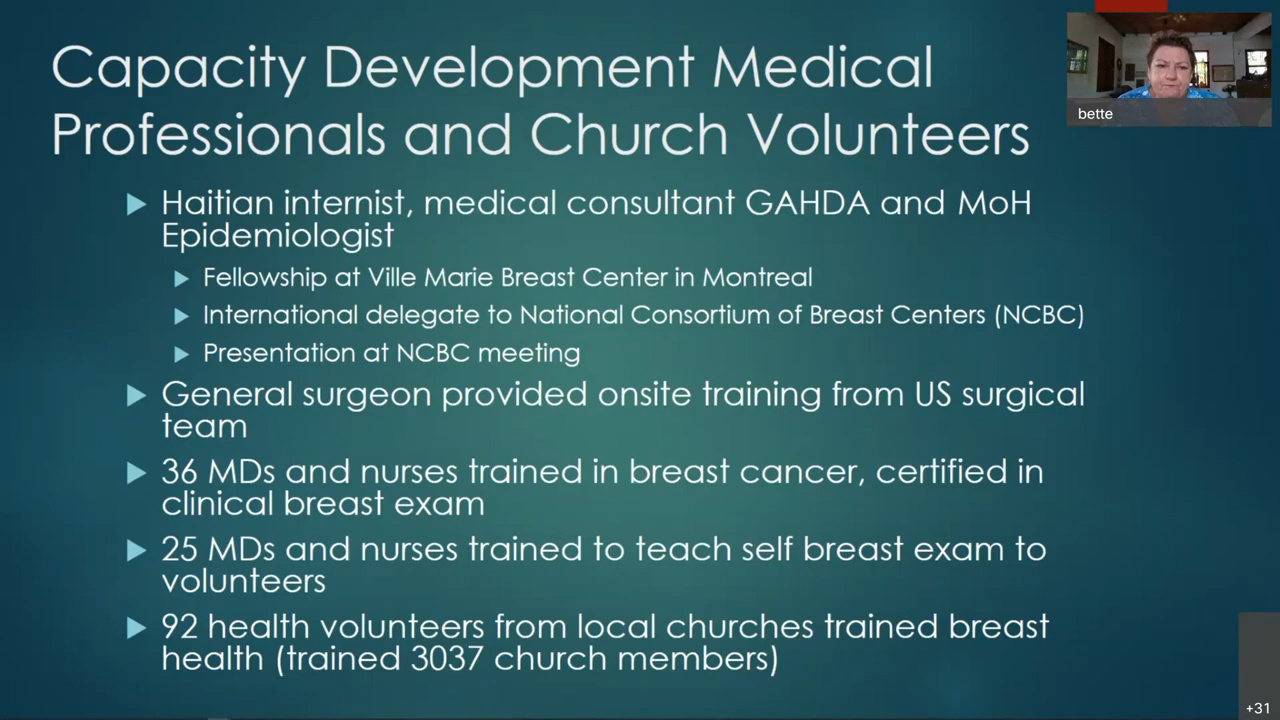 Capacity Development Medical
Professionals and Church Volunteers
Haitian internist, medical consultant GAHDA and MoH
Epidemiologist
Fellowship at Ville Marie Breast Center in Montreal
International delegate to National Consortium of Breast Centers (NCBC)
Presentation at NCBC meeting
General surgeon provided onsite training from US surgical
team
36 MDs and nurses trained in breast cancer, certified in
clinical breast exam
25 MDs and nurses trained to teach self breast exam to
volunteers
92 health volunteers from local churches trained breast
health (trained 3037 church members)
bette
+31